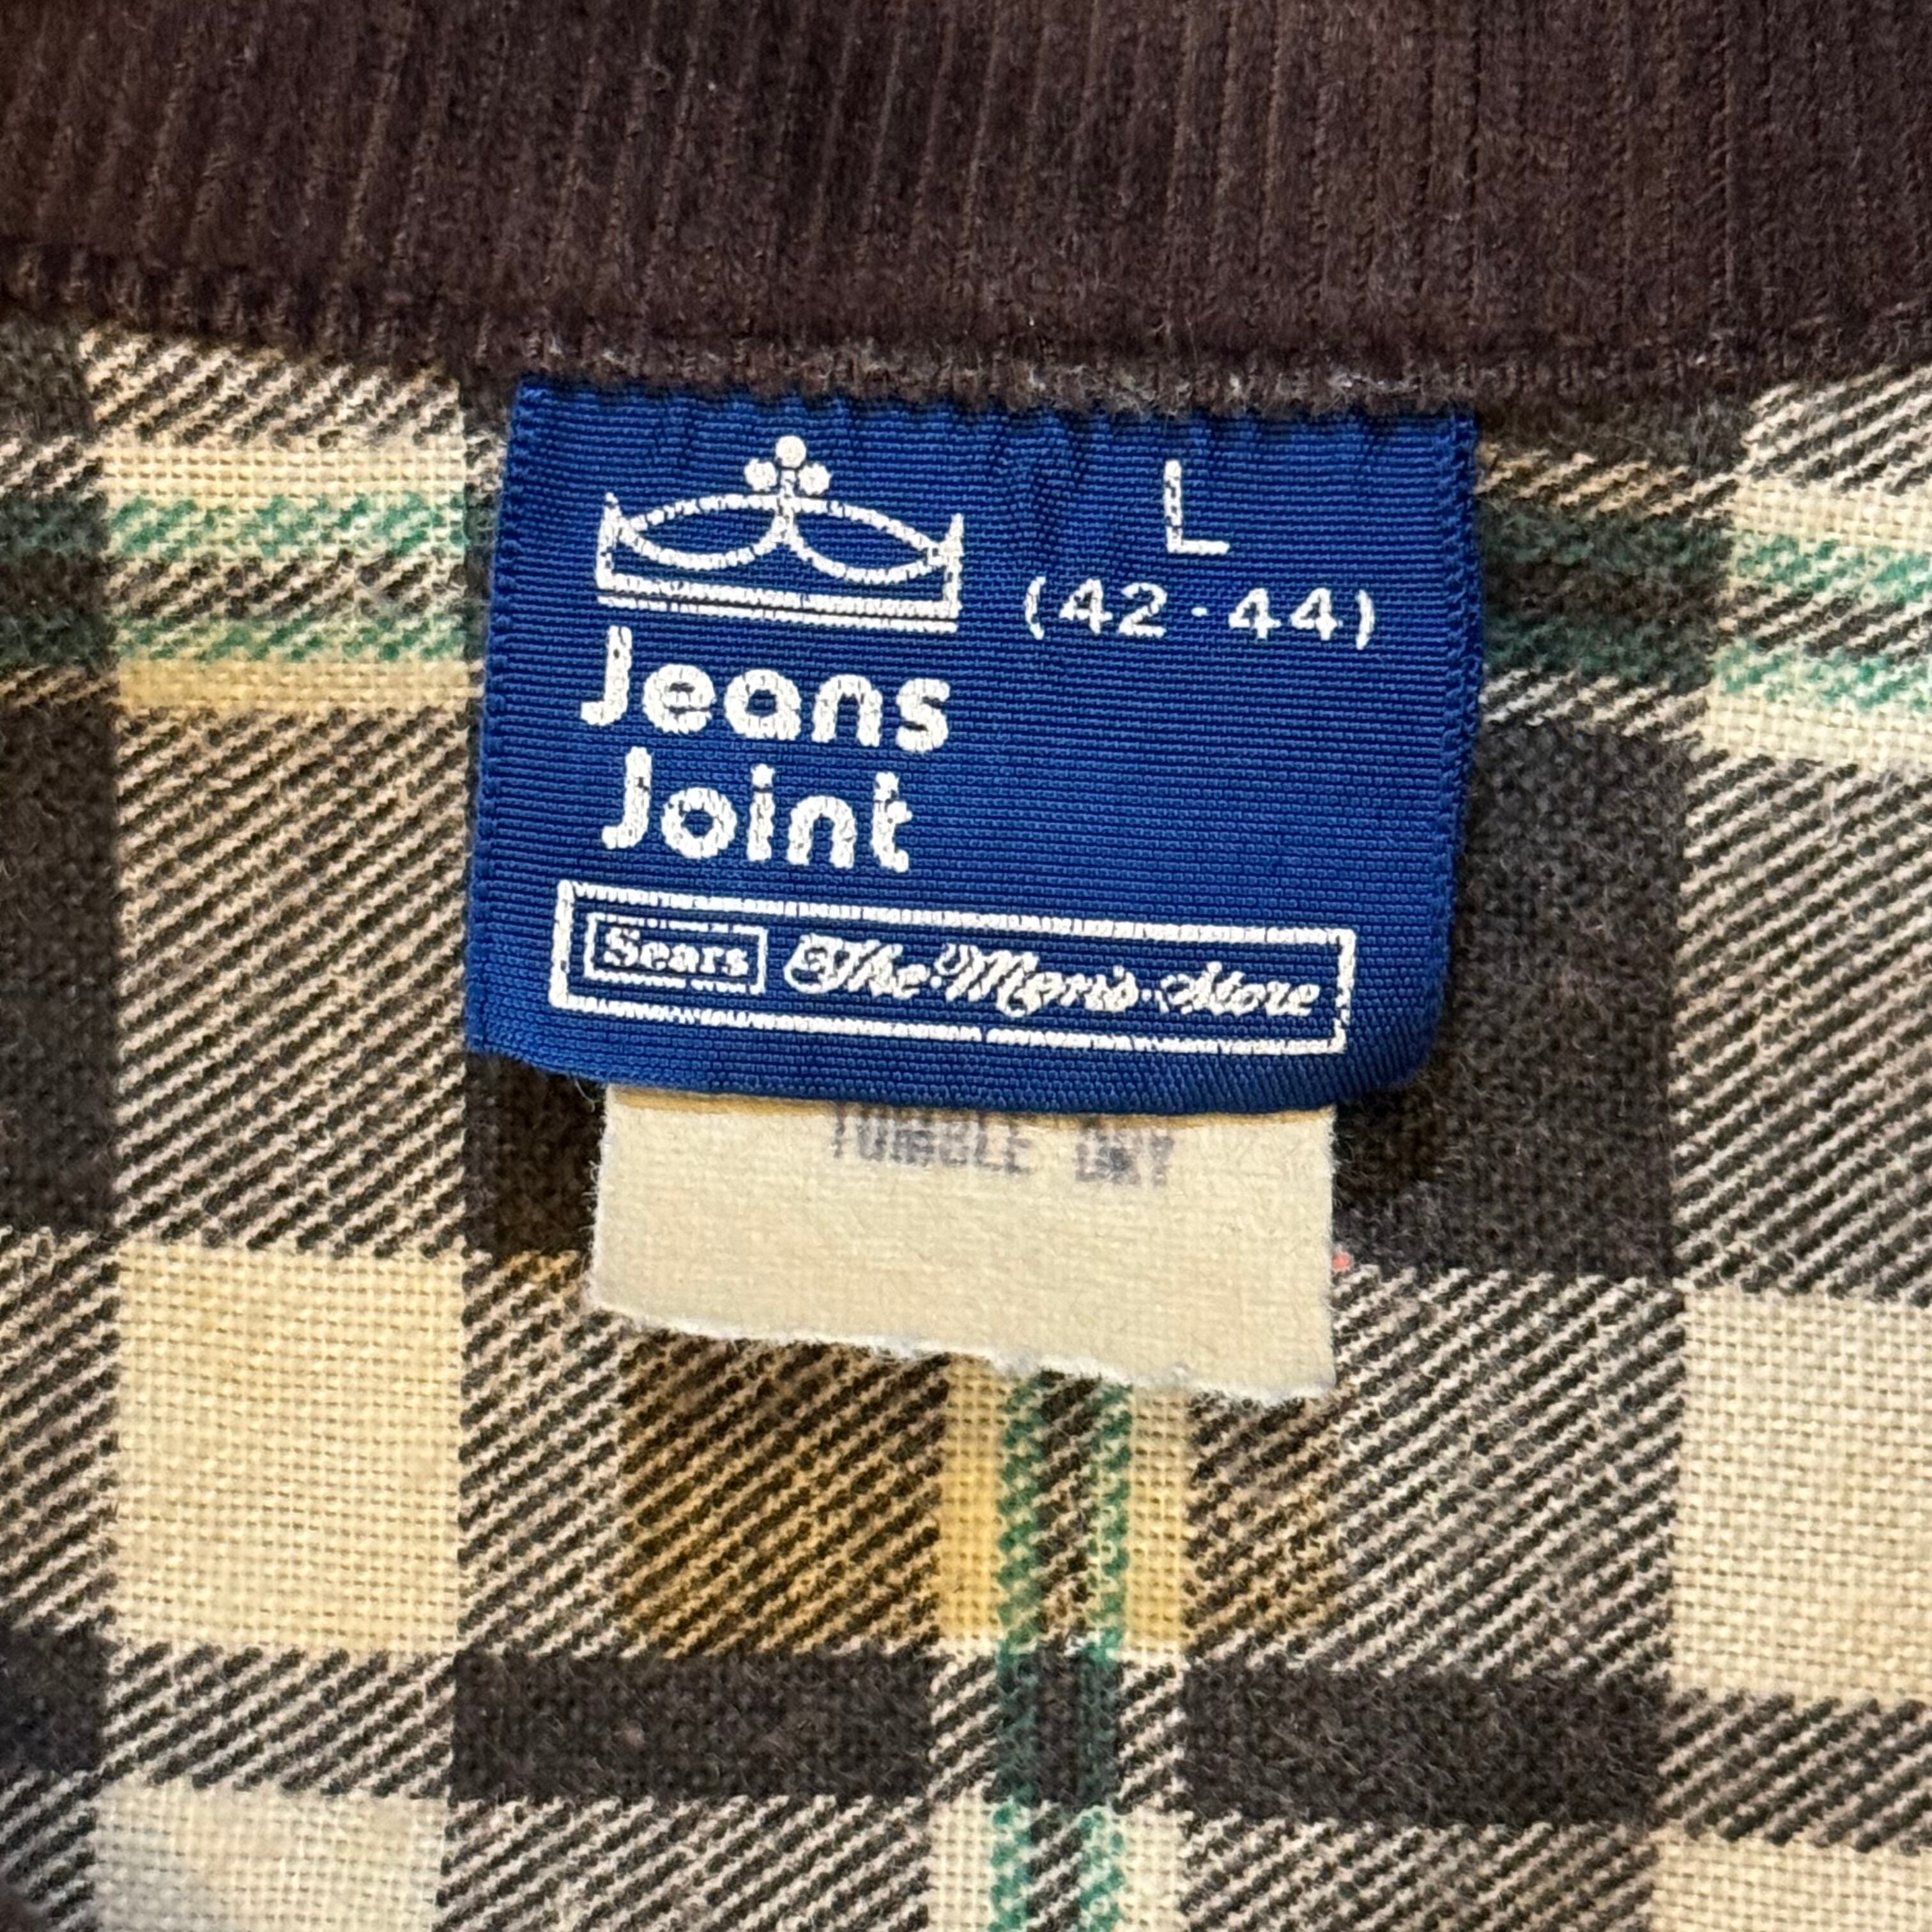 L
(42-44)
Jeans
Joint
Sears The Men's Store
TUMBLE DRY